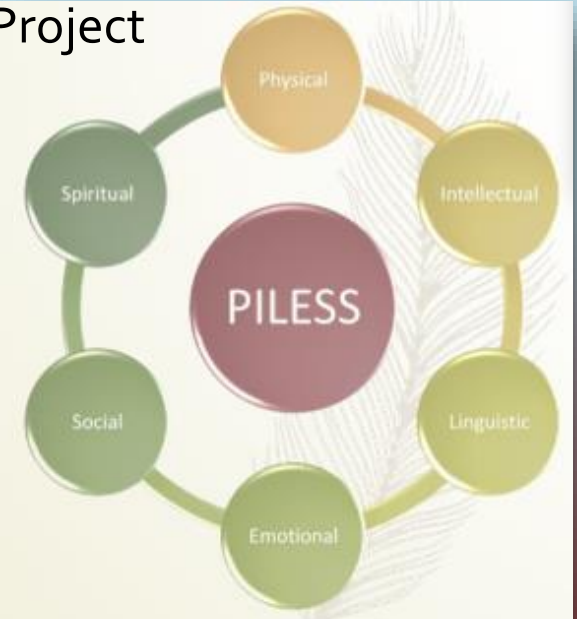 Project
Physical
Intellectual
Linguistic
Emotional
Social
Spiritual
PILESS